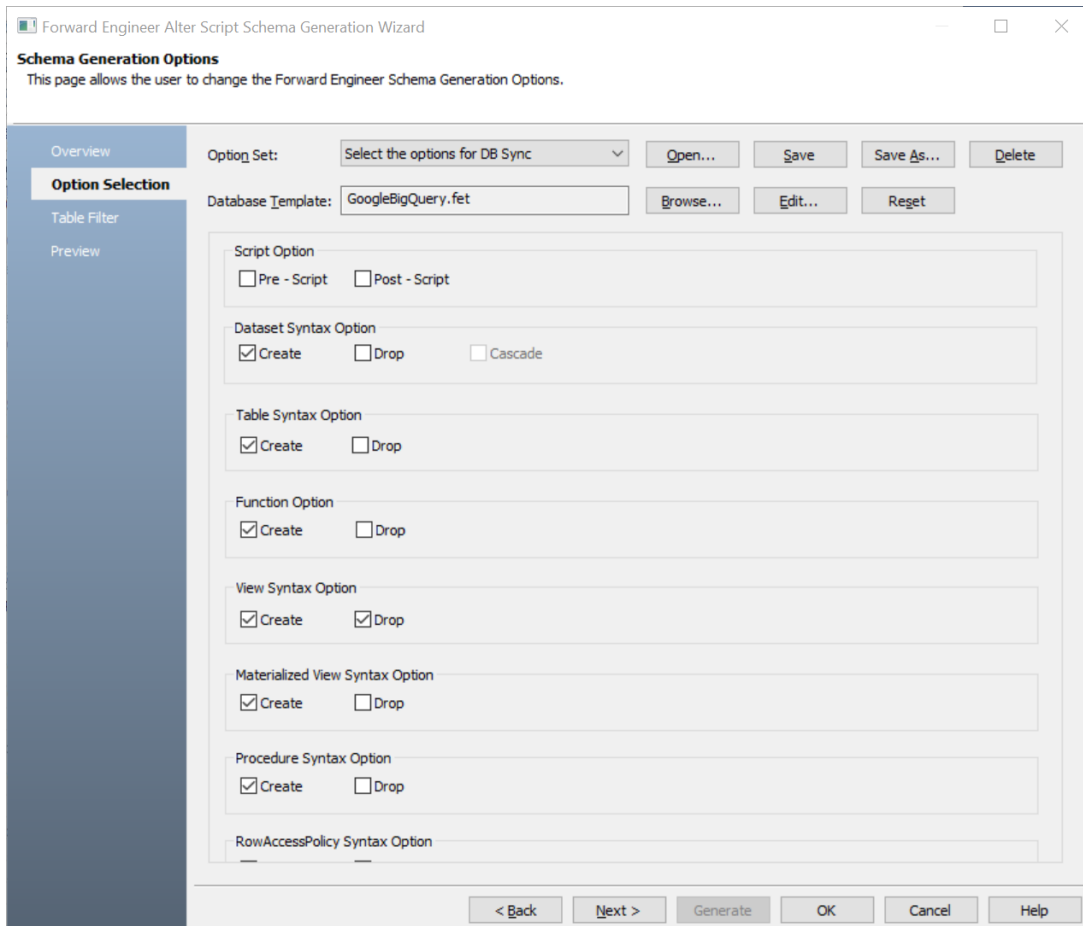 Forward Engineer Alter Script Schema Generation Wizard
Schema Generation Options
This page allows the user to change the Forward Engineer Schema Generation Options.
Overview
Option Selection
Table Filter
Preview
Option Set: Select the options for DB Sync Open... Save Save As... Delete
Database Template: GoogleBigQuery.fet Browse... Edit... Reset
Script Option
Pre - Script Post - Script
Dataset Syntax Option
Create Drop Cascade
Table Syntax Option
Create Drop
Function Option
Create Drop
View Syntax Option
Create Drop
Materialized View Syntax Option
Create Drop
Procedure Syntax Option
Create Drop
RowAccessPolicy Syntax Option
< Back Next > Generate OK Cancel Help